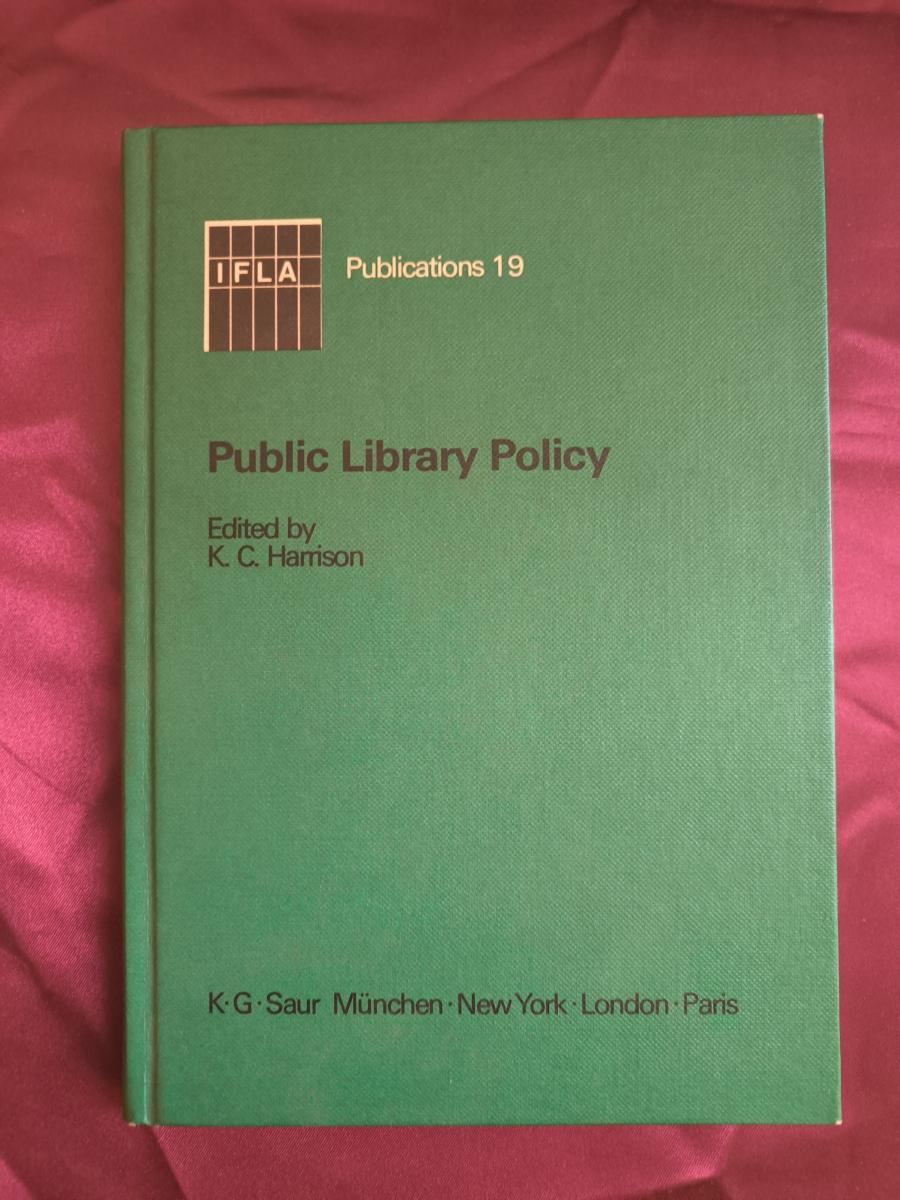 IFLA
Publications 19
Public Library Policy
Edited by
K. C. Harrison
K·G·Saur München·New York·London·Paris